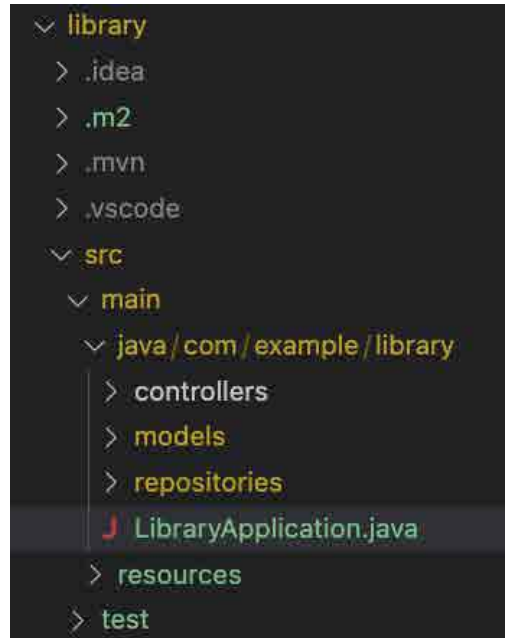 library
.idea
.m2
.mvn
.vscode
src
main
java/com/example/library
controllers
models
repositories
J LibraryApplication.java
resources
test